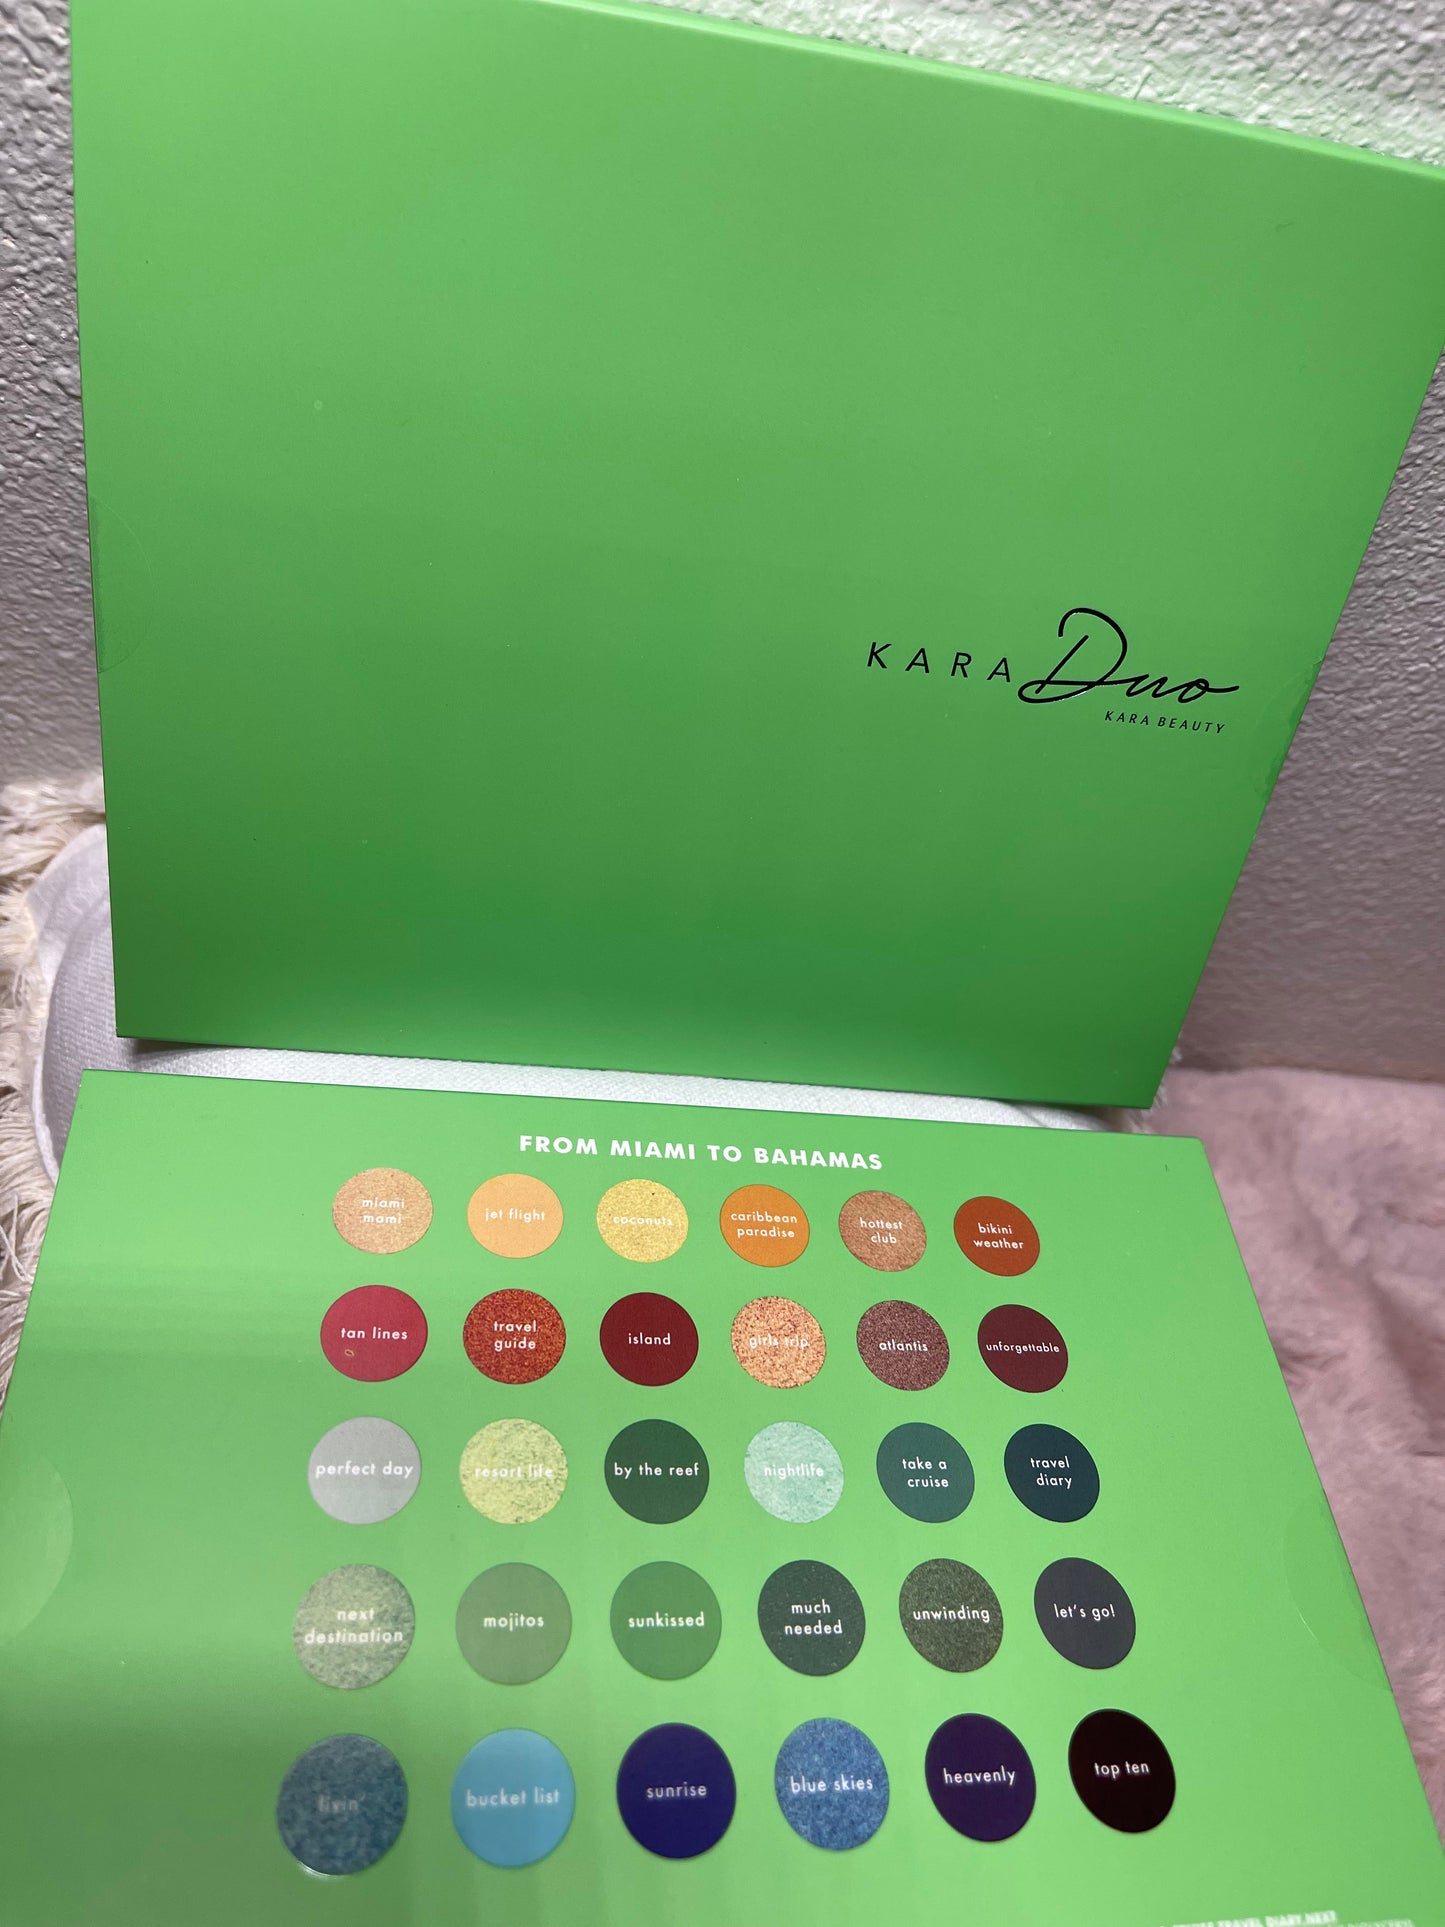 KARA Duo
KARA BEAUTY
FROM MIAMI TO BAHAMAS
miami
mami
jet flight
coconuts
caribbean
paradise
hottest
club
bikini
weather
tan lines
travel
guide
island
girls trip
atlantis
unforgettable
perfect day
resort life
by the reef
nightlife
take a
cruise
travel
diary
next
destination
mojitos
sunkissed
much
needed
unwinding
let's go!
livin'
bucket list
sunrise
blue skies
heavenly
top ten
TRAVEL DIARY, NEXT